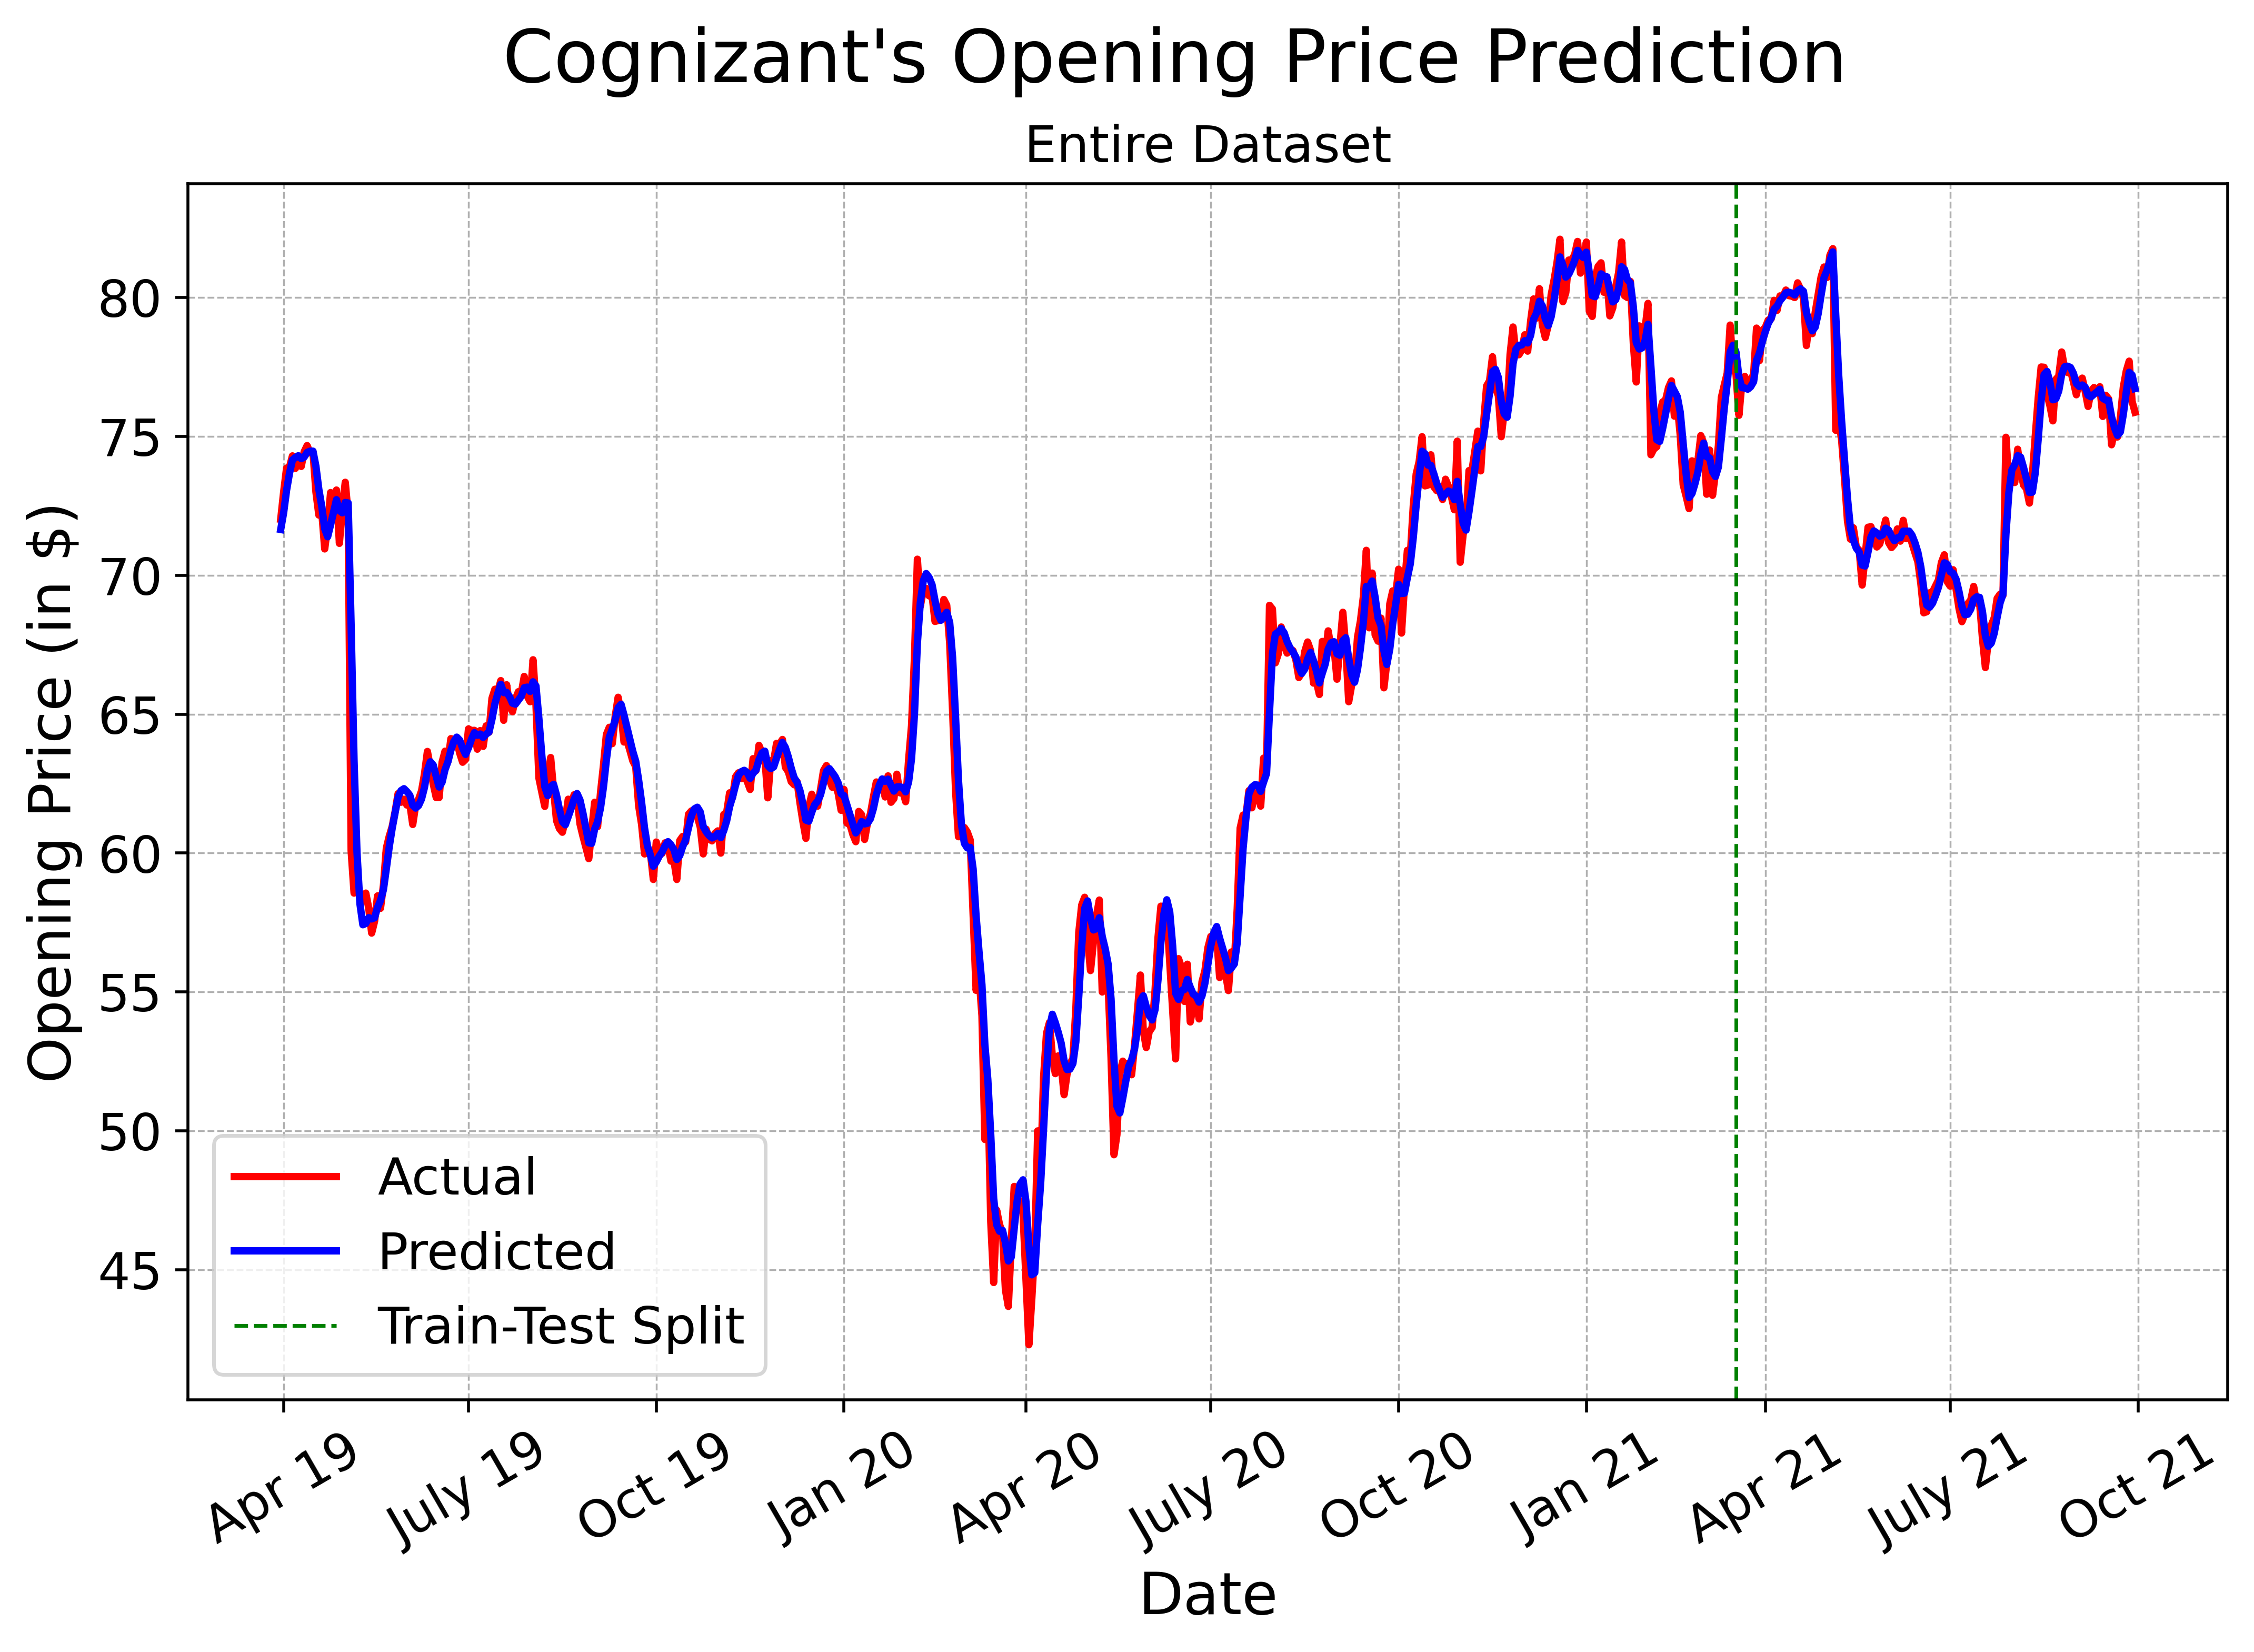 Cognizant's Opening Price Prediction
Entire Dataset
Opening Price (in $)
80
75
70
65
60
55
50
45
Actual
Predicted
Train-Test Split
Apr 19
July 19
Oct 19
Jan 20
Apr 20
July 20
Oct 20
Jan 21
Apr 21
July 21
Oct 21
Date